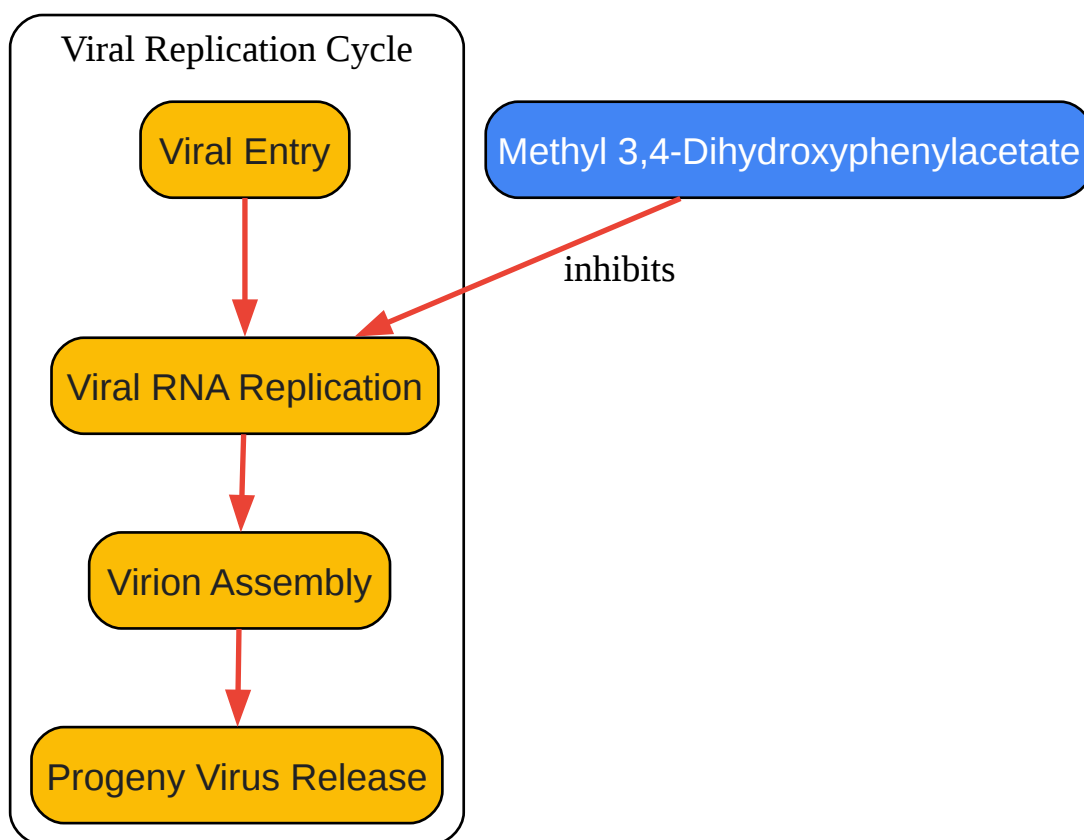 Viral Replication Cycle
Viral Entry
Methyl 3,4-Dihydroxyphenylacetate
inhibits
Viral RNA Replication
Virion Assembly
Progeny Virus Release